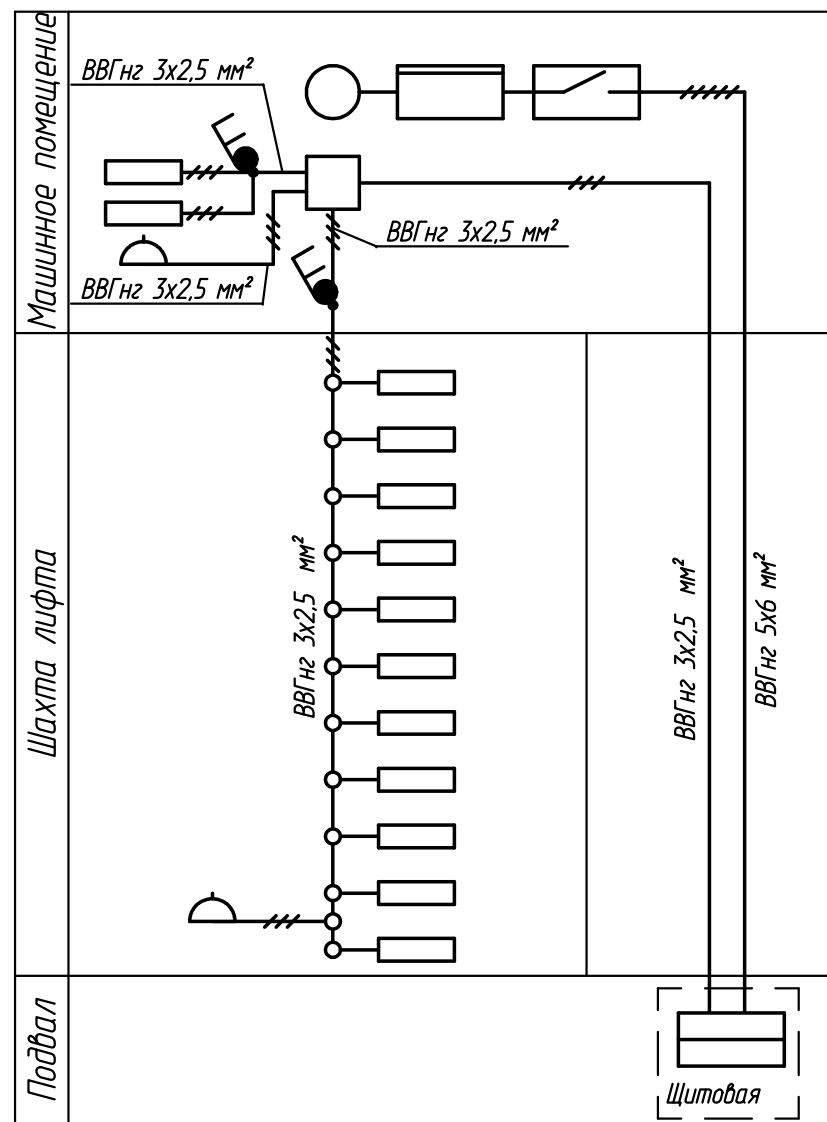 Машинное помещение
ВВГнг 3х2,5 мм²
ВВГнг 3х2,5 мм²
ВВГнг 3х2,5 мм²
Шахта лифта
ВВГнг 3х2,5 мм²
ВВГнг 3х2,5 мм²
ВВГнг 5х6 мм²
Подвал
Щитовая